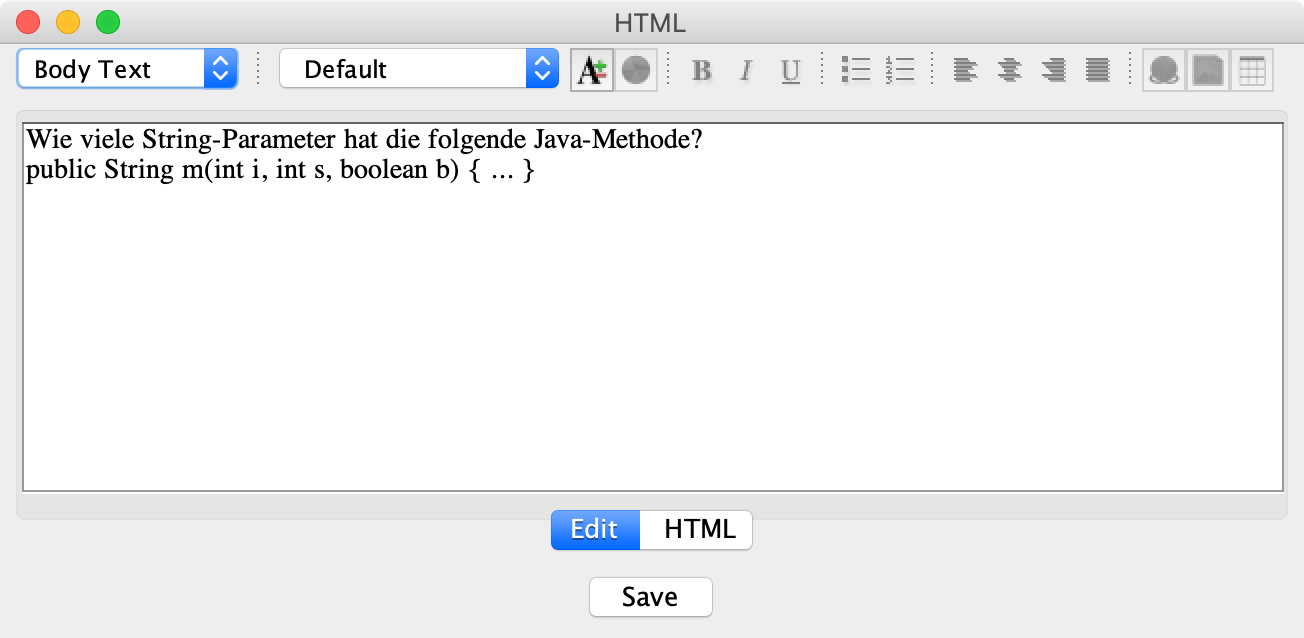 HTML
Body Text Default A B I U
Wie viele String-Parameter hat die folgende Java-Methode?
public String m(int i, int s, boolean b) { ... }
Edit HTML
Save